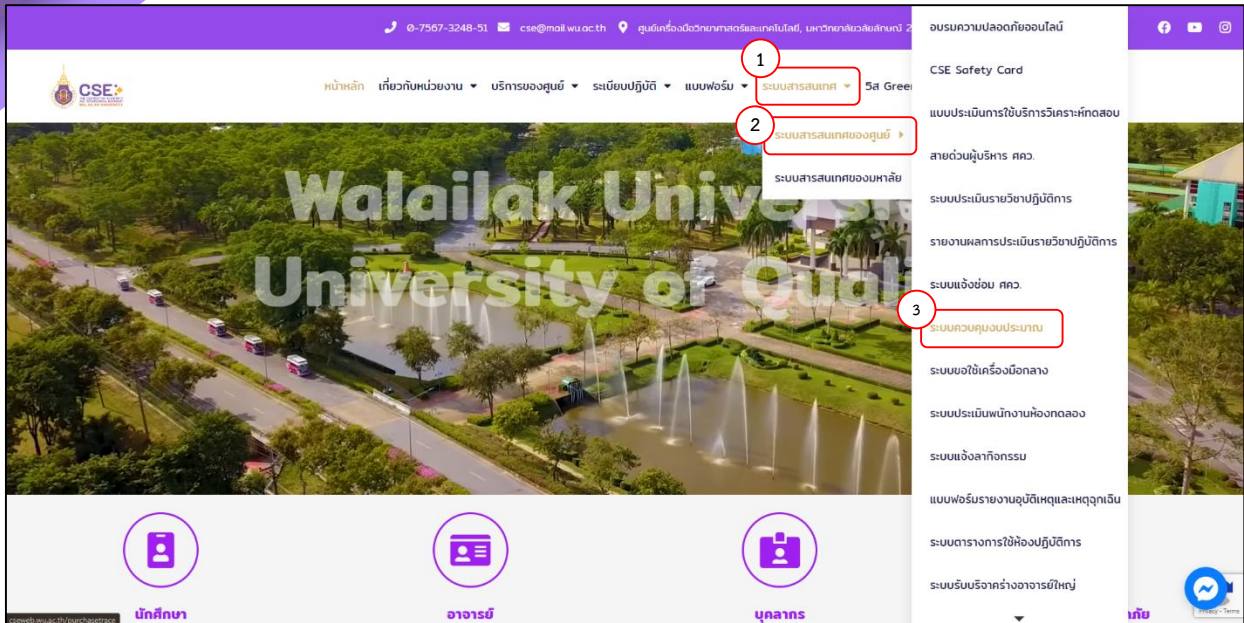 0-7567-3248-51 cse@mail.wu.ac.th ศูนย์เครื่องมือวิทยาศาสตร์และเทคโนโลยี, มหาวิทยาลัยวลัยลักษณ์ 2
CSE
หน้าหลัก เกี่ยวกับหน่วยงาน บริการของศูนย์ ระเบียบปฏิบัติ แบบฟอร์ม ระบบสารสนเทศ 5ส Gree
1
2
ระบบสารสนเทศของศูนย์
ระบบสารสนเทศของมหาลัย
อบรมความปลอดภัยออนไลน์
CSE Safety Card
แบบประเมินการใช้บริการวิเคราะห์ทดสอบ
สายด่วนผู้บริหาร ศคว.
ระบบประเมินรายวิชาปฏิบัติการ
รายงานผลการประเมินรายวิชาปฏิบัติการ
ระบบแจ้งซ่อม ศคว.
3
ระบบควบคุมงบประมาณ
ระบบขอใช้เครื่องมือกลาง
ระบบประเมินพนักงานห้องทดลอง
ระบบแจ้งลากิจกรรม
แบบฟอร์มรายงานอุบัติเหตุและเหตุฉุกเฉิน
ระบบตารางการใช้ห้องปฏิบัติการ
ระบบรับบริจาคร่างอาจารย์ใหญ่
Walailak Universi
University of Quali
นักศึกษา
อาจารย์
บุคลากร
ภัย
cseweb.wu.ac.th/purchasetrace
Privacy - Terms